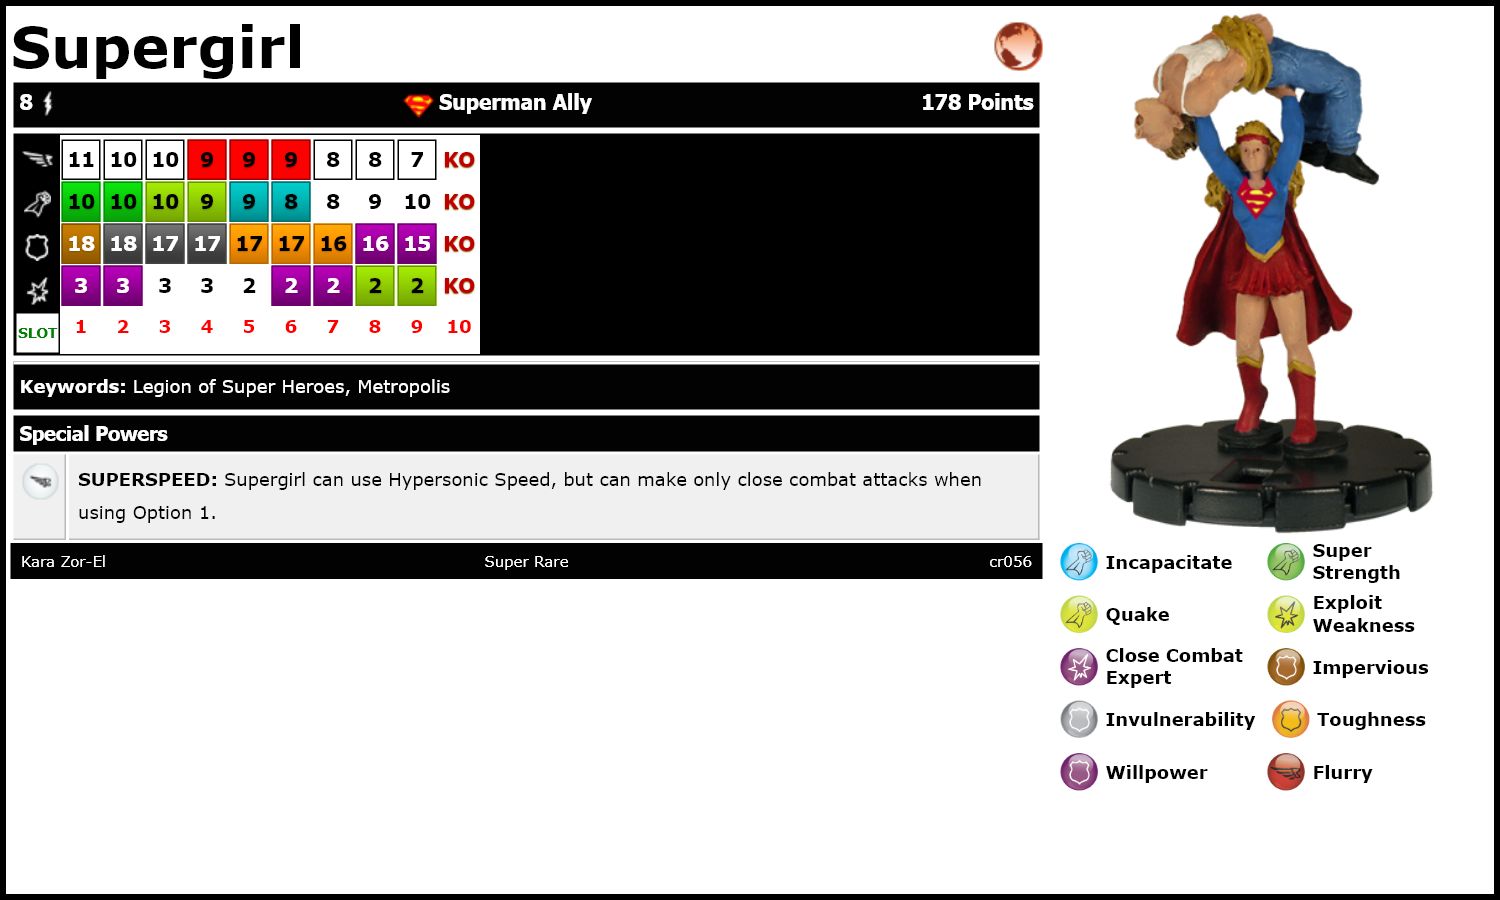 Supergirl
8 Superman Ally 178 Points
11 10 10 9 9 9 8 8 7 KO
10 10 10 9 9 8 8 9 10 KO
18 18 17 17 17 17 16 16 15 KO
3 3 3 3 2 2 2 2 2 KO
SLOT 1 2 3 4 5 6 7 8 9 10
Keywords: Legion of Super Heroes, Metropolis
Special Powers
SUPERSPEED: Supergirl can use Hypersonic Speed, but can make only close combat attacks when
using Option 1.
Kara Zor-El Super Rare cr056
Incapacitate
Super
Strength
Quake
Exploit
Weakness
Close Combat
Expert
Impervious
Invulnerability
Toughness
Willpower
Flurry